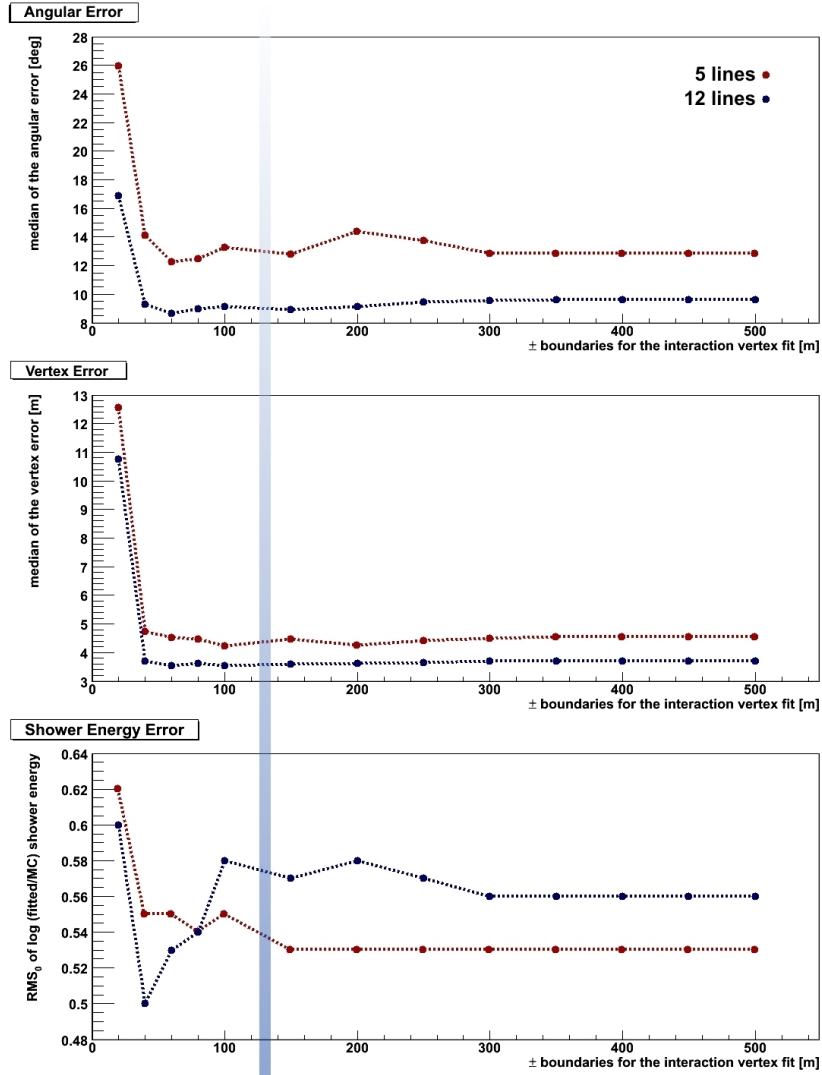 Angular Error
median of the angular error [deg]
28
26
24
22
20
18
16
14
12
10
8
5 lines
12 lines
0 100 200 300 400 500
± boundaries for the interaction vertex fit [m]
Vertex Error
median of the vertex error [m]
13
12
11
10
9
8
7
6
5
4
3
0 100 200 300 400 500
± boundaries for the interaction vertex fit [m]
Shower Energy Error
RMS₀ of log (fitted/MC) shower energy
0.64
0.62
0.6
0.58
0.56
0.54
0.52
0.5
0.48
0 100 200 300 400 500
± boundaries for the interaction vertex fit [m]